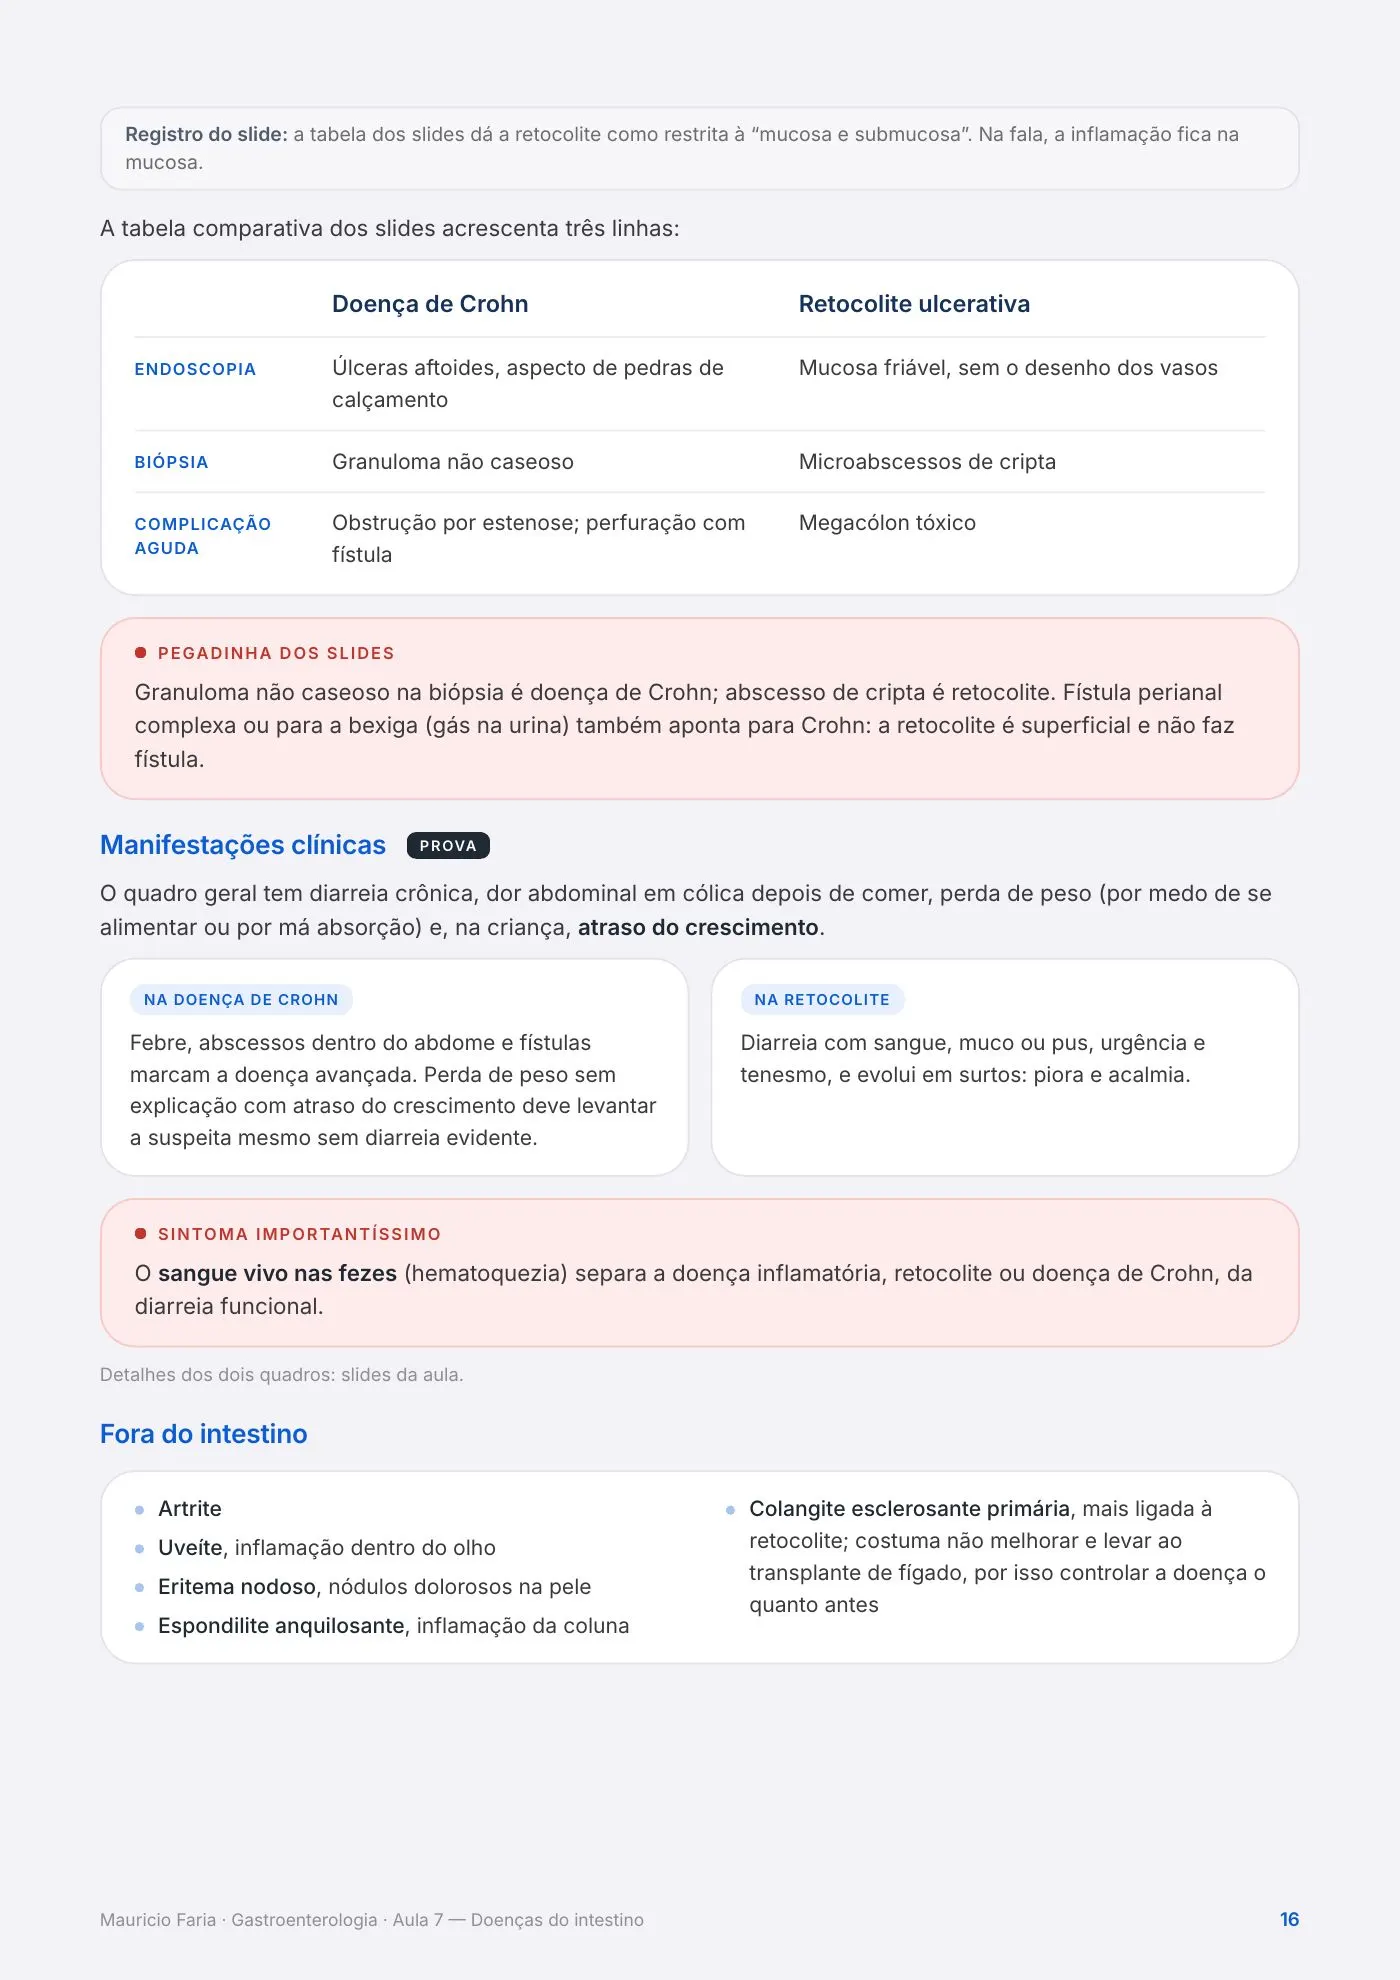 Registro do slide: a tabela dos slides dá a retocolite como restrita à “mucosa e submucosa”. Na fala, a inflamação fica na
mucosa.
A tabela comparativa dos slides acrescenta três linhas:
Doença de Crohn
Retocolite ulcerativa
ENDOSCOPIA
Úlceras aftoides, aspecto de pedras de
calçamento
Mucosa friável, sem o desenho dos vasos
BIÓPSIA
Granuloma não caseoso
Microabscessos de cripta
COMPLICAÇÃO
AGUDA
Obstrução por estenose; perfuração com
fístula
Megacólon tóxico
PEGADINHA DOS SLIDES
Granuloma não caseoso na biópsia é doença de Crohn; abscesso de cripta é retocolite. Fístula perianal
complexa ou para a bexiga (gás na urina) também aponta para Crohn: a retocolite é superficial e não faz
fístula.
Manifestações clínicas PROVA
O quadro geral tem diarreia crônica, dor abdominal em cólica depois de comer, perda de peso (por medo de se
alimentar ou por má absorção) e, na criança, atraso do crescimento.
NA DOENÇA DE CROHN
Febre, abscessos dentro do abdome e fístulas
marcam a doença avançada. Perda de peso sem
explicação com atraso do crescimento deve levantar
a suspeita mesmo sem diarreia evidente.
NA RETOCOLITE
Diarreia com sangue, muco ou pus, urgência e
tenesmo, e evolui em surtos: piora e acalmia.
SINTOMA IMPORTANTÍSSIMO
O sangue vivo nas fezes (hematoquezia) separa a doença inflamatória, retocolite ou doença de Crohn, da
diarreia funcional.
Detalhes dos dois quadros: slides da aula.
Fora do intestino
Artrite
Uveíte, inflamação dentro do olho
Eritema nodoso, nódulos dolorosos na pele
Espondilite anquilosante, inflamação da coluna
Colangite esclerosante primária, mais ligada à
retocolite; costuma não melhorar e levar ao
transplante de fígado, por isso controlar a doença o
quanto antes
Mauricio Faria · Gastroenterologia · Aula 7 — Doenças do intestino
16